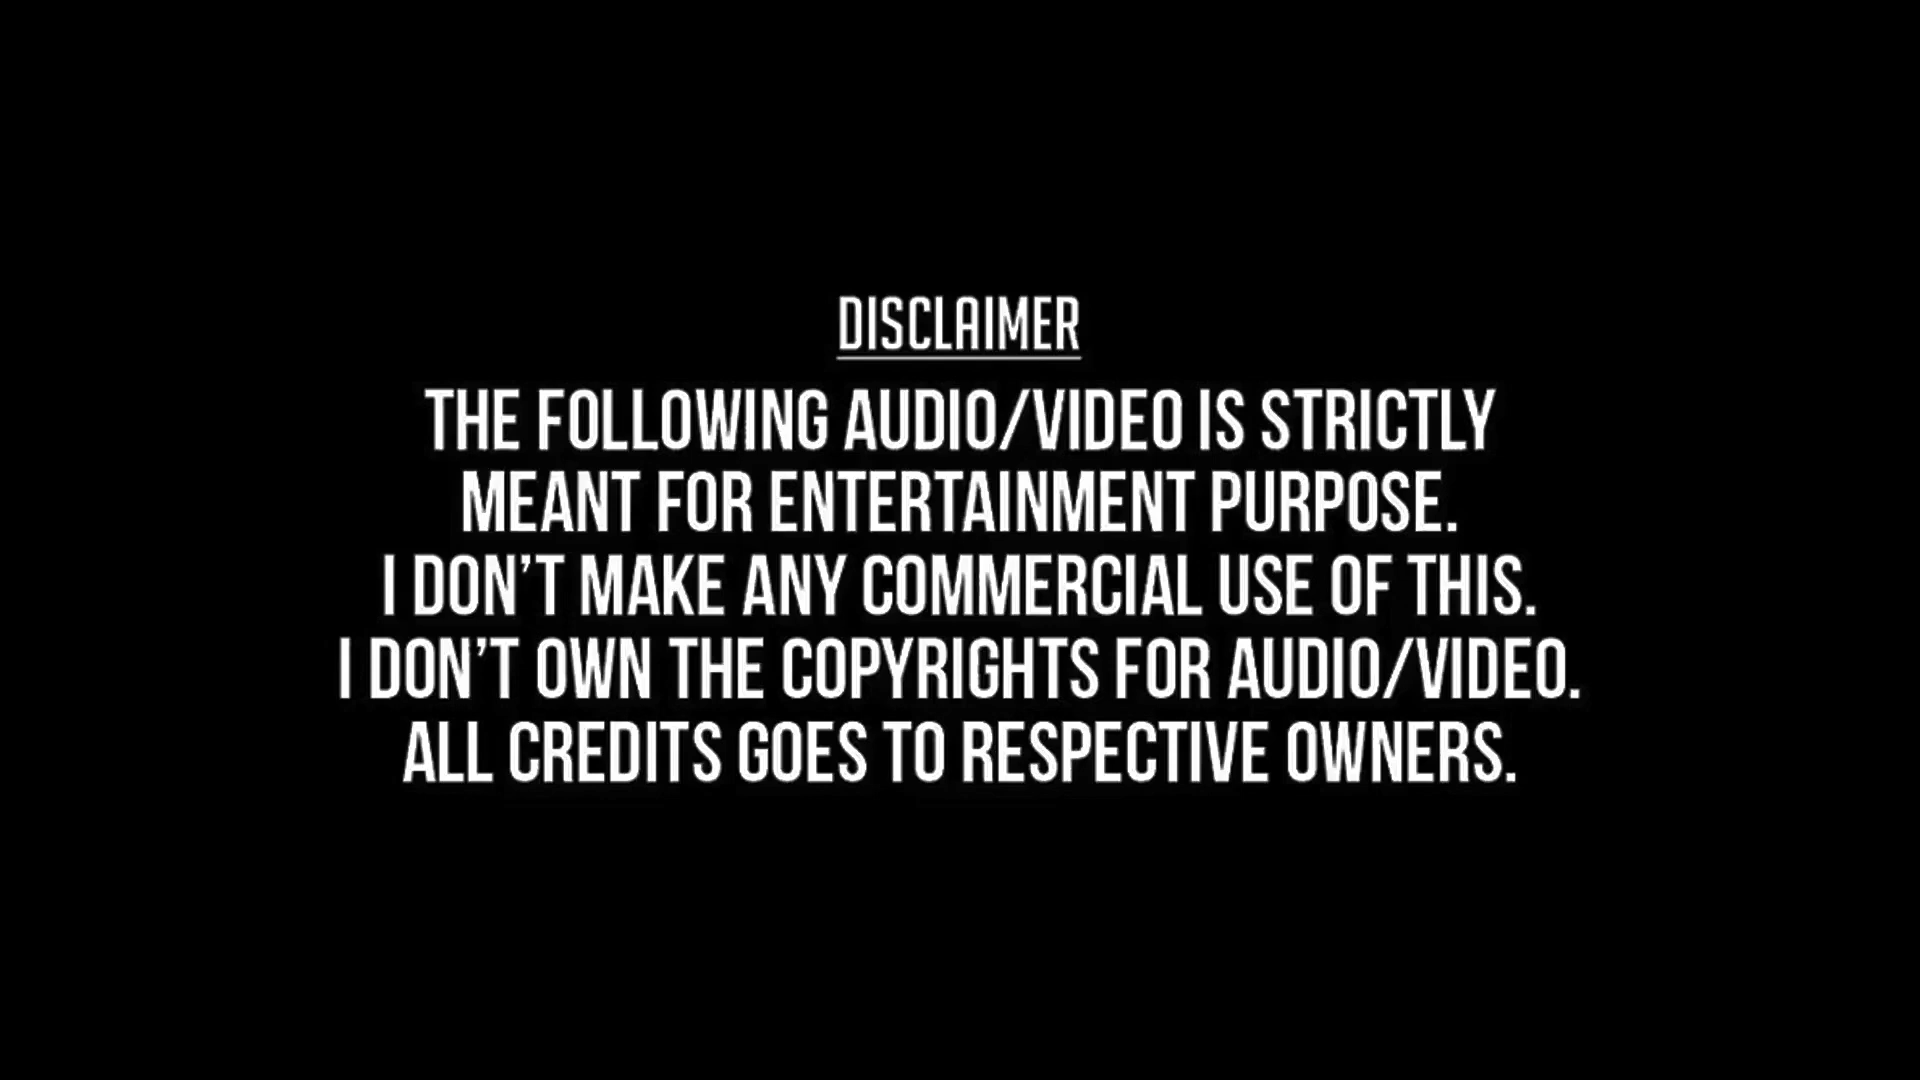 DISCLAIMER
THE FOLLOWING AUDIO/VIDEO IS STRICTLY
MEANT FOR ENTERTAINMENT PURPOSE.
I DON’T MAKE ANY COMMERCIAL USE OF THIS.
I DON’T OWN THE COPYRIGHTS FOR AUDIO/VIDEO.
ALL CREDITS GOES TO RESPECTIVE OWNERS.